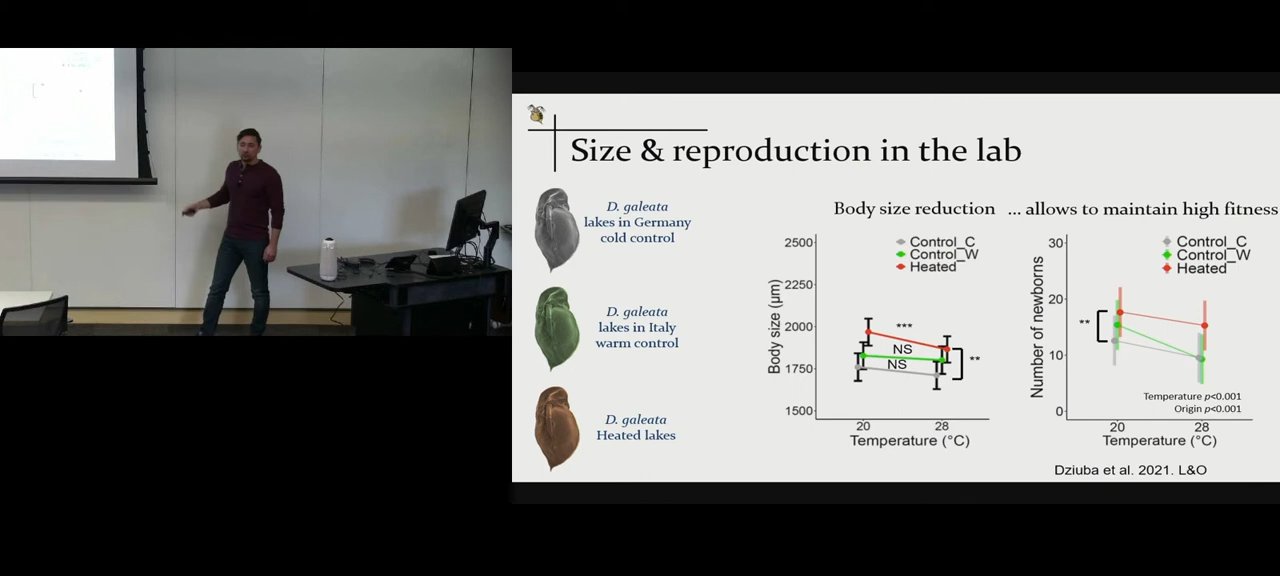 Size & reproduction in the lab
D. galeata
lakes in Germany
cold control
D. galeata
lakes in Italy
warm control
D. galeata
Heated lakes
Body size reduction
Control_C
Control_W
Heated
2500
2250
2000
1750
1500
Body size (μm)
***
NS
NS
**
20
28
Temperature (°C)
... allows to maintain high fitness
Control_C
Control_W
Heated
30
20
10
0
Number of newborns
**
Temperature p<0.001
Origin p<0.001
20
28
Temperature (°C)
Dziuba et al. 2021. L&O